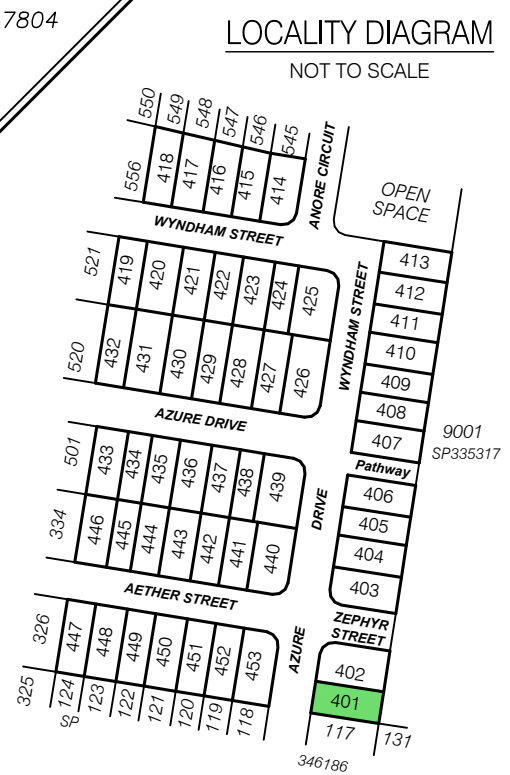 7804
LOCALITY DIAGRAM
NOT TO SCALE
550 549 548 547 546 545
556 418 417 416 415 414
ANORE CIRCUIT
OPEN
SPACE
WYNDHAM STREET
521 419 420 421 422 423 424 425
WYNDHAM STREET
413
412
411
410
409
408
407
520 432 431 430 429 428 427 426
AZURE DRIVE
9001
SP335317
Pathway
501 433 434 435 436 437 438 439
DRIVE
406
405
404
403
334 446 445 444 443 442 441 440
AETHER STREET
ZEPHYR
STREET
326 447 448 449 450 451 452 453
AZURE
402
401
325 124 123 122 121 120 119 118
SP
117 131
346186